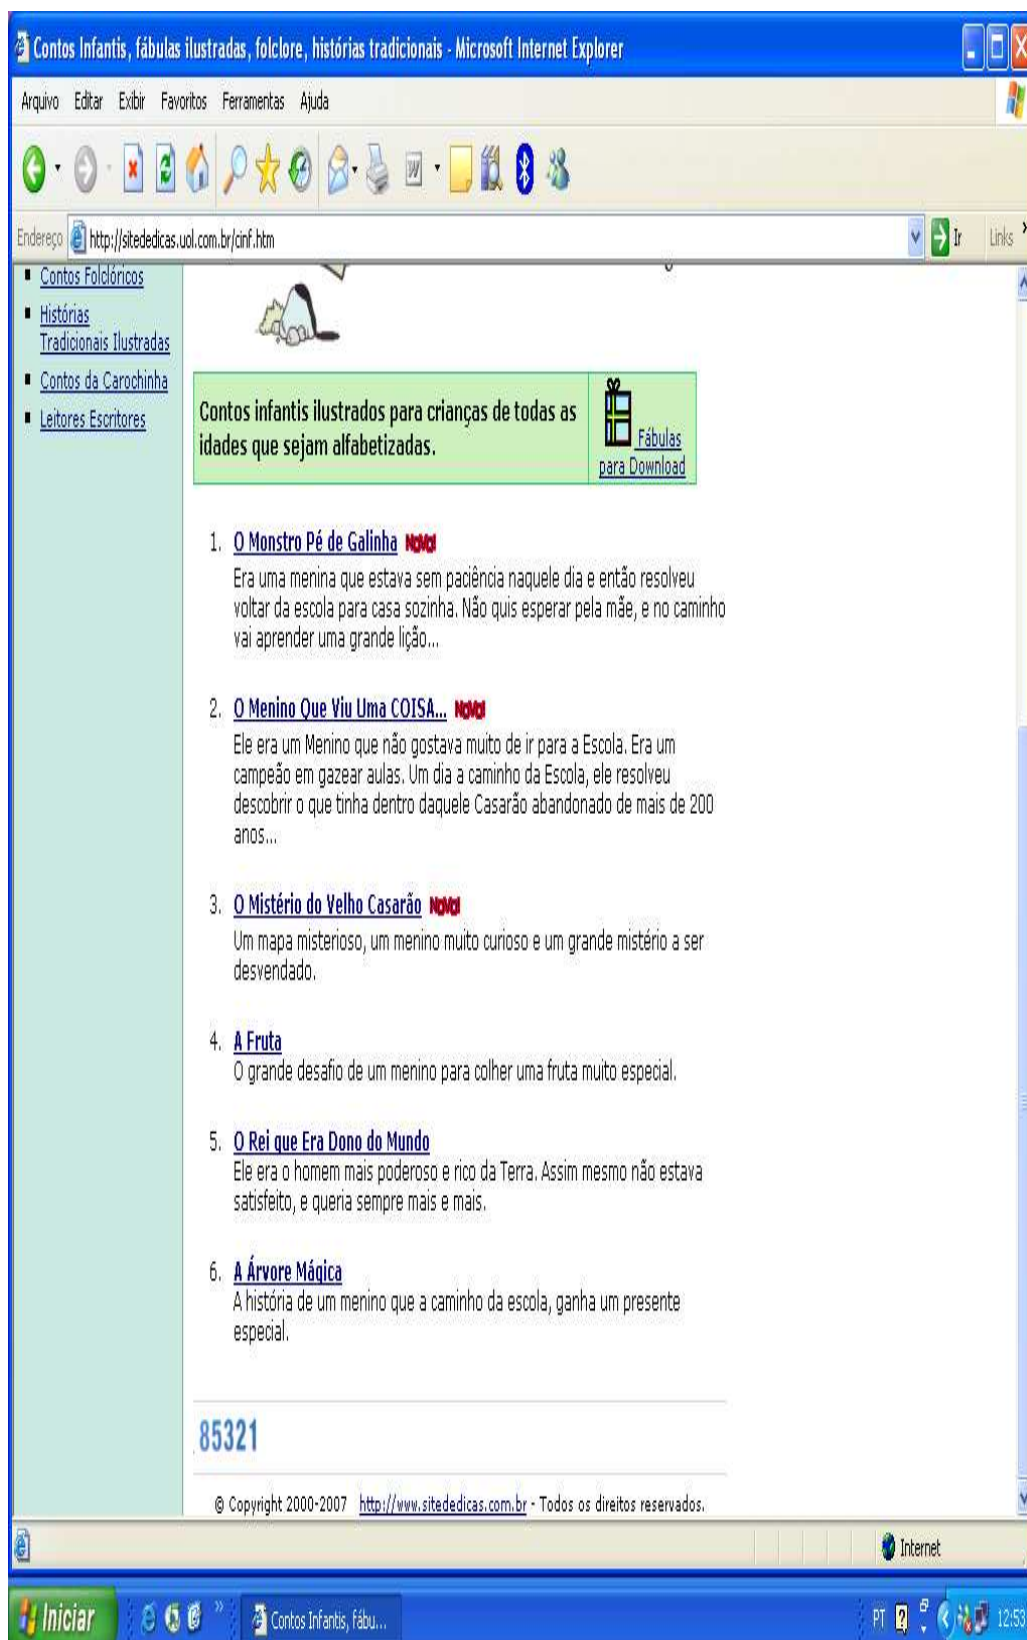 Contos Infantis, fábulas ilustradas, folclore, histórias tradicionais - Microsoft Internet Explorer
Arquivo Editar Exibir Favoritos Ferramentas Ajuda
Endereço http://sitededicas.uol.com.br/cinf.htm Ir Links
Contos Folclóricos
Histórias
Tradicionais Ilustradas
Contos da Carochinha
Leitores Escritores
Contos infantis ilustrados para crianças de todas as
idades que sejam alfabetizadas.
Fábulas
para Download
1. O Monstro Pé de Galinha Novo!
Era uma menina que estava sem paciência naquele dia e então resolveu
voltar da escola para casa sozinha. Não quis esperar pela mãe, e no caminho
vai aprender uma grande lição...
2. O Menino Que Viu Uma COISA... Novo!
Ele era um Menino que não gostava muito de ir para a Escola. Era um
campeão em gazear aulas. Um dia a caminho da Escola, ele resolveu
descobrir o que tinha dentro daquele Casarão abandonado de mais de 200
anos...
3. O Mistério do Velho Casarão Novo!
Um mapa misterioso, um menino muito curioso e um grande mistério a ser
desvendado.
4. A Fruta
O grande desafio de um menino para colher uma fruta muito especial.
5. O Rei que Era Dono do Mundo
Ele era o homem mais poderoso e rico da Terra. Assim mesmo não estava
satisfeito, e queria sempre mais e mais.
6. A Árvore Mágica
A história de um menino que a caminho da escola, ganha um presente
especial.
85321
© Copyright 2000-2007 http://www.sitededicas.com.br - Todos os direitos reservados.
Internet
Iniciar Contos Infantis, fábu... PT 12:53